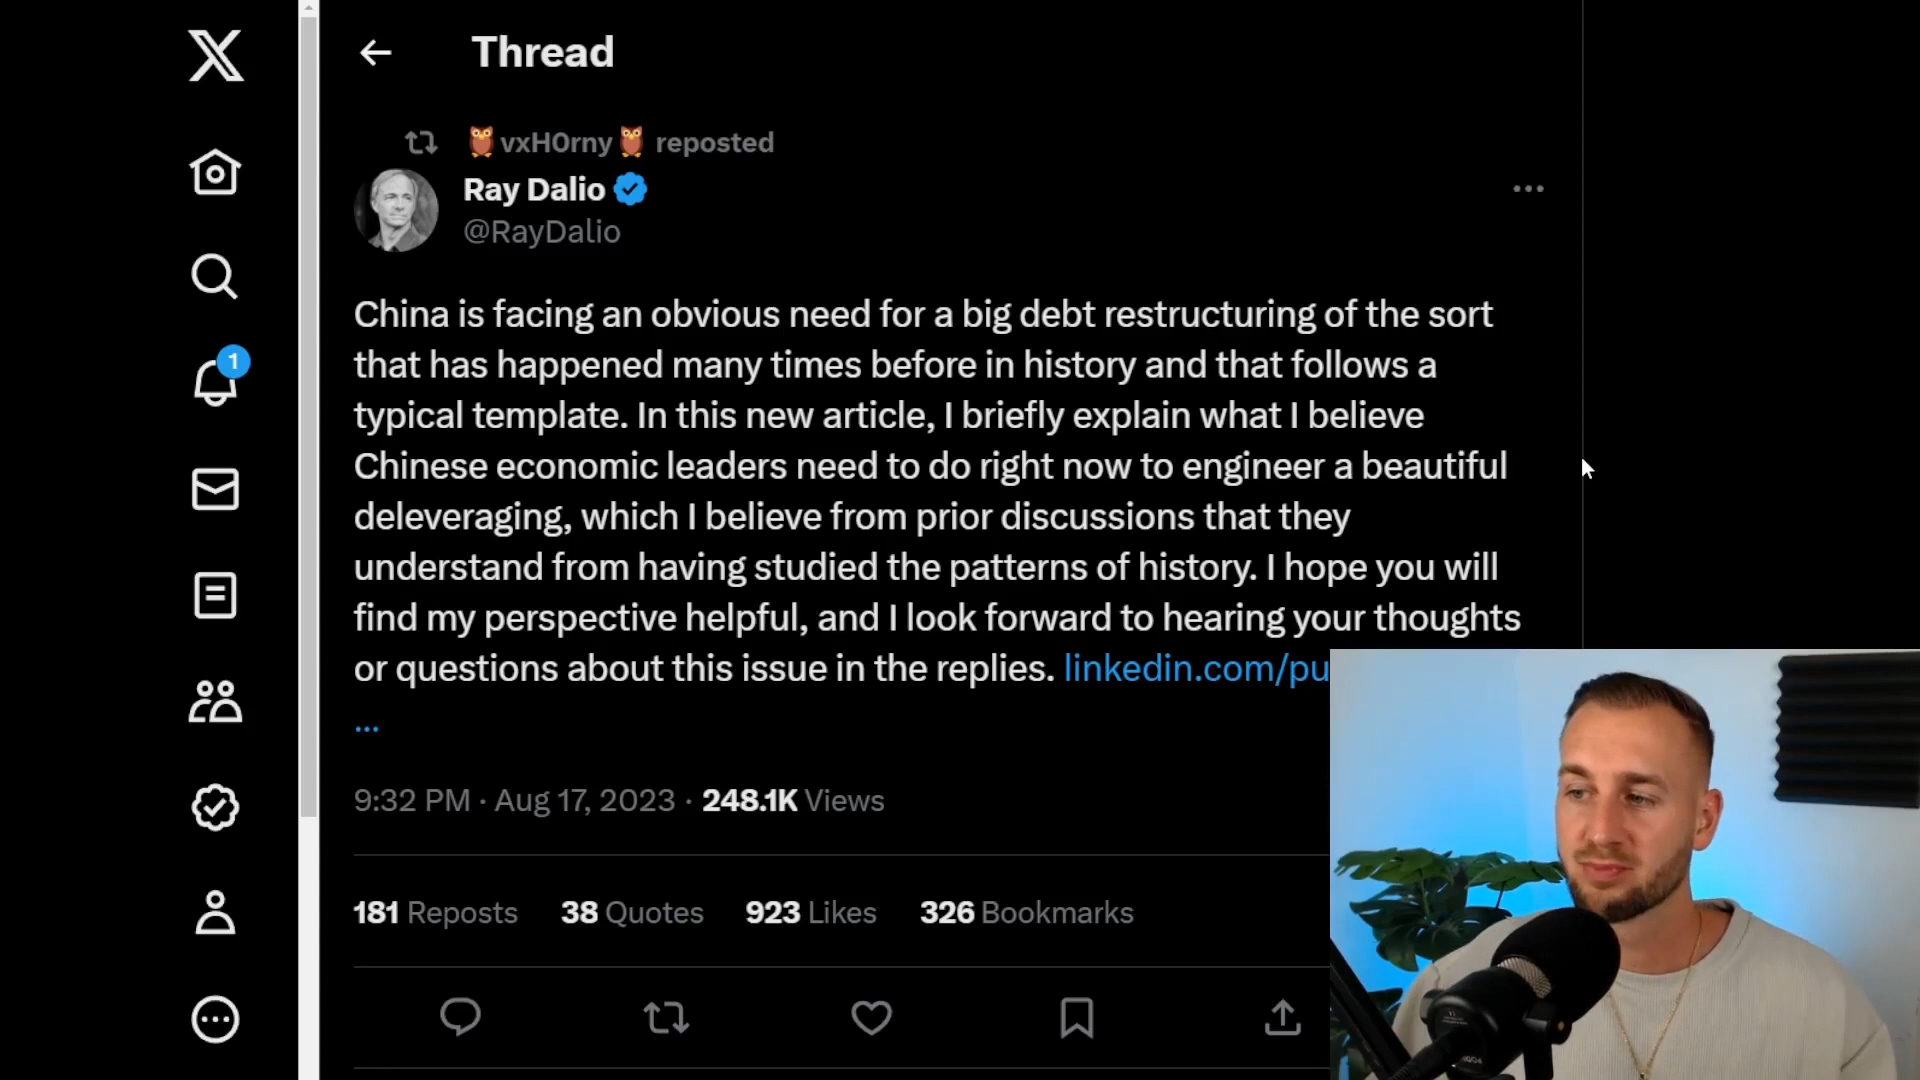 Thread
vxH0rny reposted
Ray Dalio
@RayDalio
China is facing an obvious need for a big debt restructuring of the sort
that has happened many times before in history and that follows a
typical template. In this new article, I briefly explain what I believe
Chinese economic leaders need to do right now to engineer a beautiful
deleveraging, which I believe from prior discussions that they
understand from having studied the patterns of history. I hope you will
find my perspective helpful, and I look forward to hearing your thoughts
or questions about this issue in the replies. linkedin.com/pu
...
9:32 PM · Aug 17, 2023 · 248.1K Views
181 Reposts 38 Quotes 923 Likes 326 Bookmarks
1